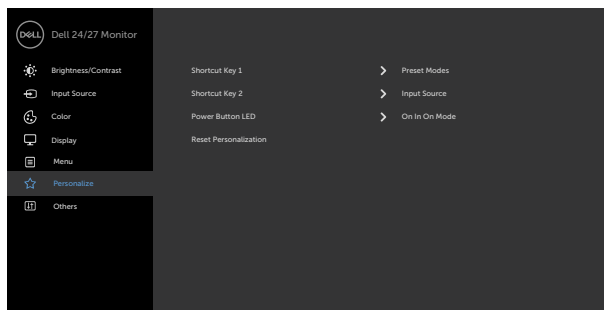 DELL Dell 24/27 Monitor
Brightness/Contrast Shortcut Key 1 Preset Modes
Input Source Shortcut Key 2 Input Source
Color Power Button LED On In On Mode
Display Reset Personalization
Menu
Personalize
Others